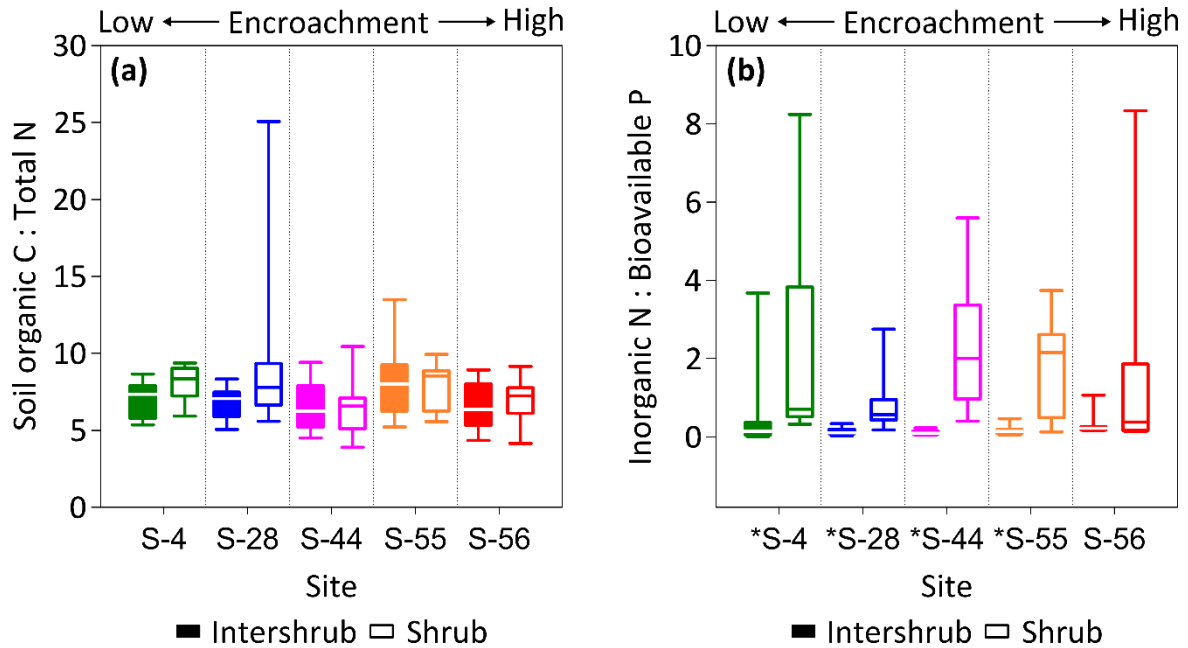 Low ← Encroachment → High
(a)
Soil organic C : Total N
30
25
20
15
10
5
0
S-4 S-28 S-44 S-55 S-56
Site
Intershrub Shrub
Low ← Encroachment → High
(b)
Inorganic N : Bioavailable P
10
8
6
4
2
0
*S-4 *S-28 *S-44 *S-55 S-56
Site
Intershrub Shrub